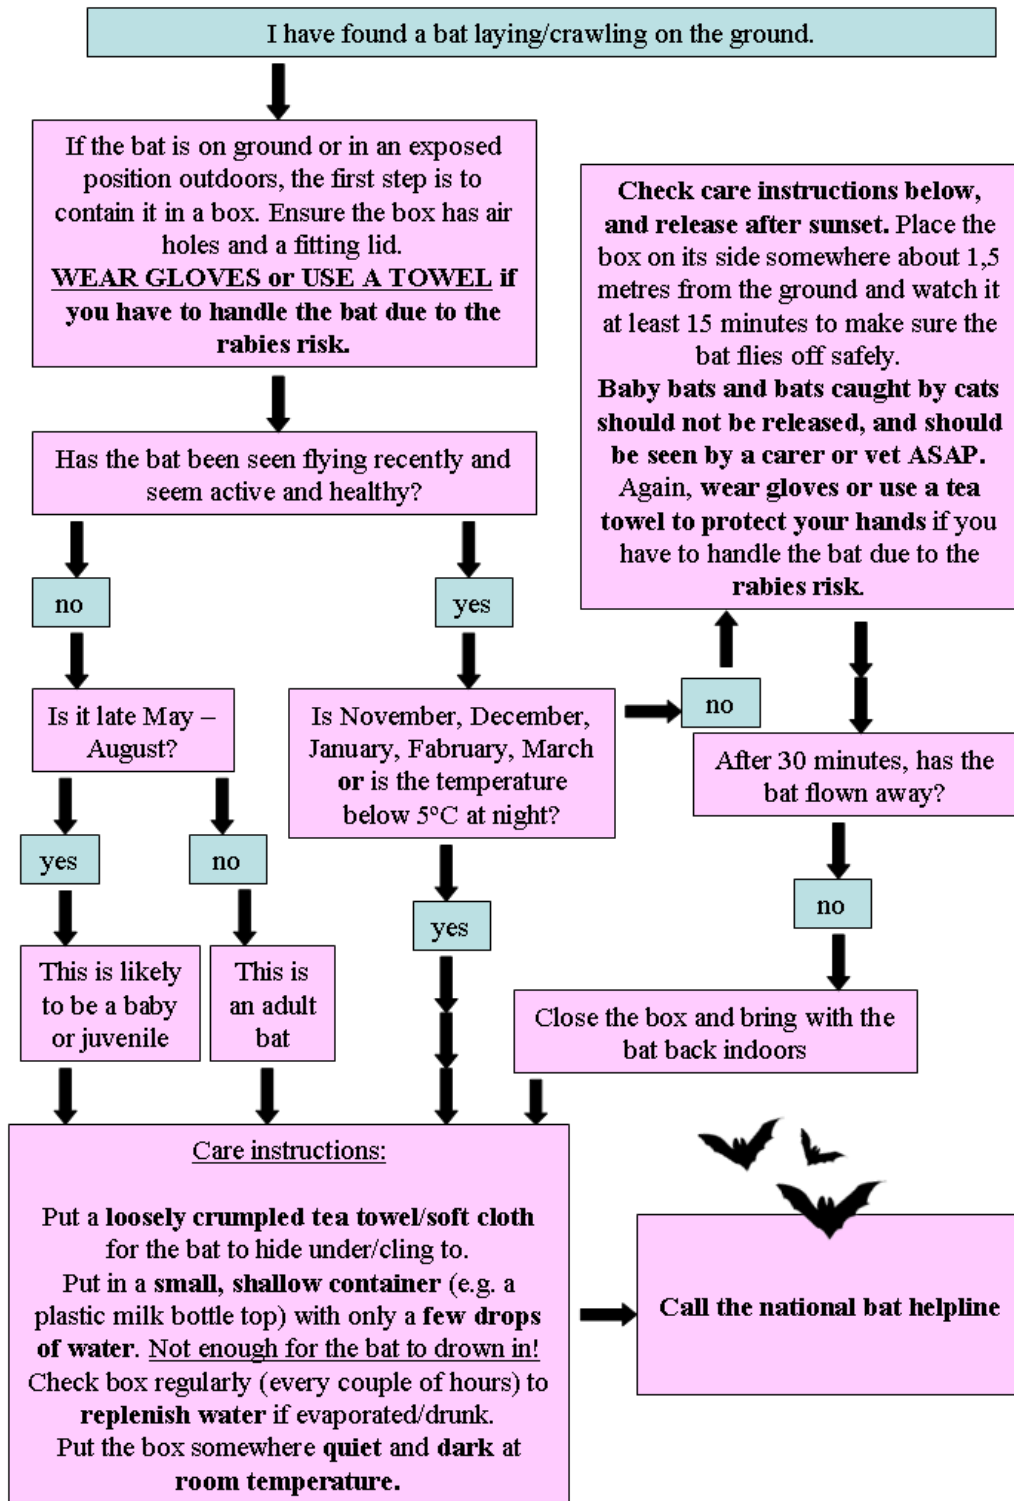 I have found a bat laying/crawling on the ground.
If the bat is on ground or in an exposed
position outdoors, the first step is to
contain it in a box. Ensure the box has air
holes and a fitting lid.
WEAR GLOVES or USE A TOWEL if
you have to handle the bat due to the
rabies risk.
Check care instructions below,
and release after sunset. Place the
box on its side somewhere about 1,5
metres from the ground and watch it
at least 15 minutes to make sure the
bat flies off safely.
Baby bats and bats caught by cats
should not be released, and should
be seen by a carer or vet ASAP.
Again, wear gloves or use a tea
towel to protect your hands if you
have to handle the bat due to the
rabies risk.
Has the bat been seen flying recently and
seem active and healthy?
no
yes
Is it late May –
August?
Is November, December,
January, Fabruary, March
or is the temperature
below 5°C at night?
no
After 30 minutes, has the
bat flown away?
yes
no
yes
no
This is likely
to be a baby
or juvenile
This is
an adult
bat
Close the box and bring with the
bat back indoors
Care instructions:
Put a loosely crumpled tea towel/soft cloth
for the bat to hide under/cling to.
Put in a small, shallow container (e.g. a
plastic milk bottle top) with only a few drops
of water. Not enough for the bat to drown in!
Check box regularly (every couple of hours) to
replenish water if evaporated/drunk.
Put the box somewhere quiet and dark at
room temperature.
Call the national bat helpline